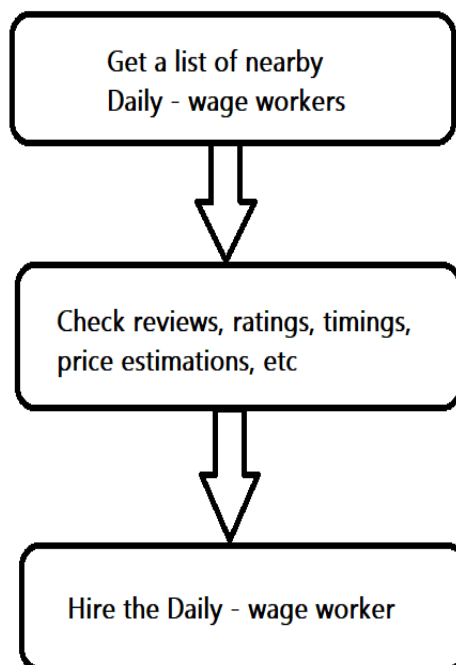 Get a list of nearby
Daily - wage workers
Check reviews, ratings, timings,
price estimations, etc
Hire the Daily - wage worker